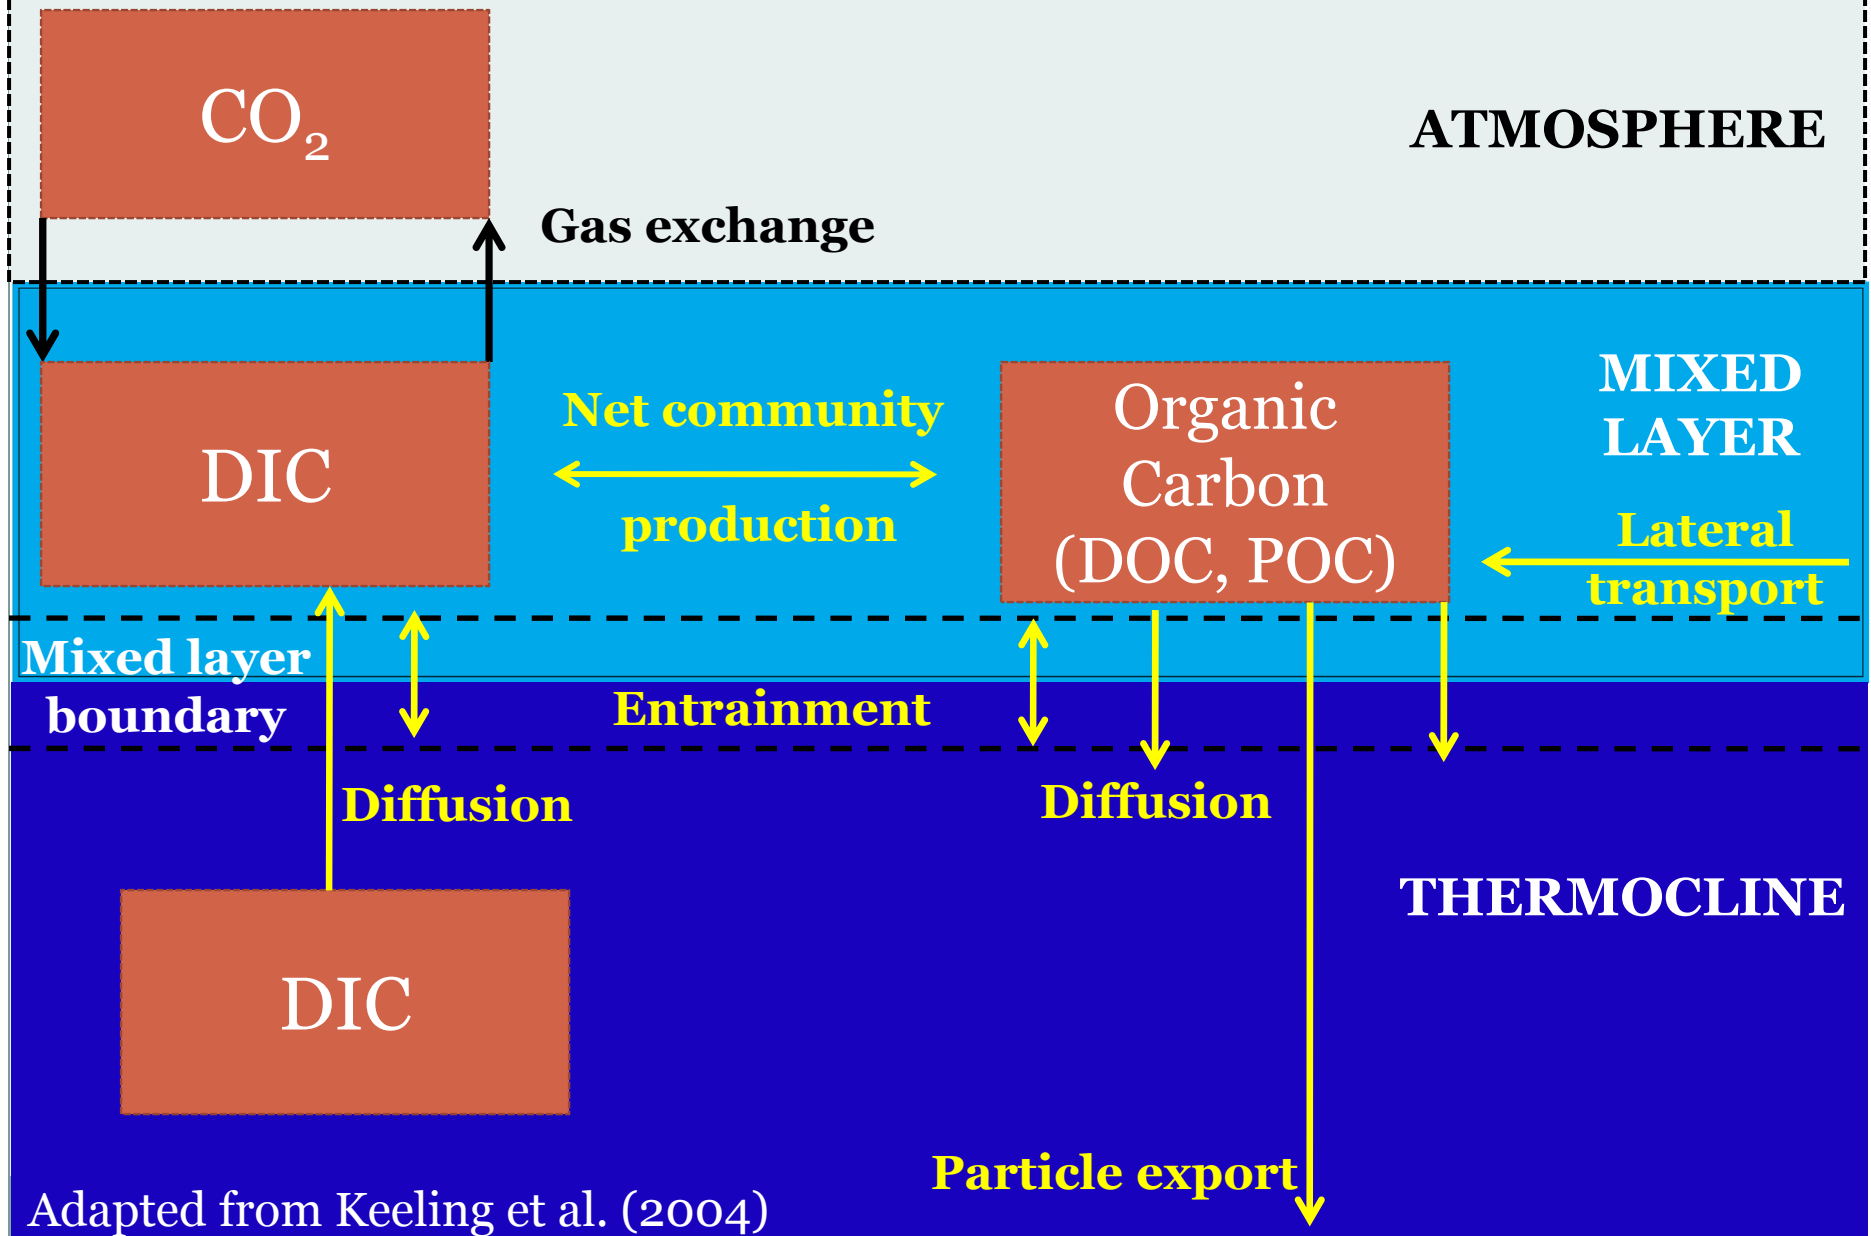 CO₂
ATMOSPHERE
Gas exchange
DIC
Net community
production
Organic
Carbon
(DOC, POC)
MIXED
LAYER
Lateral
transport
Mixed layer
boundary
Entrainment
Diffusion
Diffusion
THERMOCLINE
DIC
Particle export
Adapted from Keeling et al. (2004)